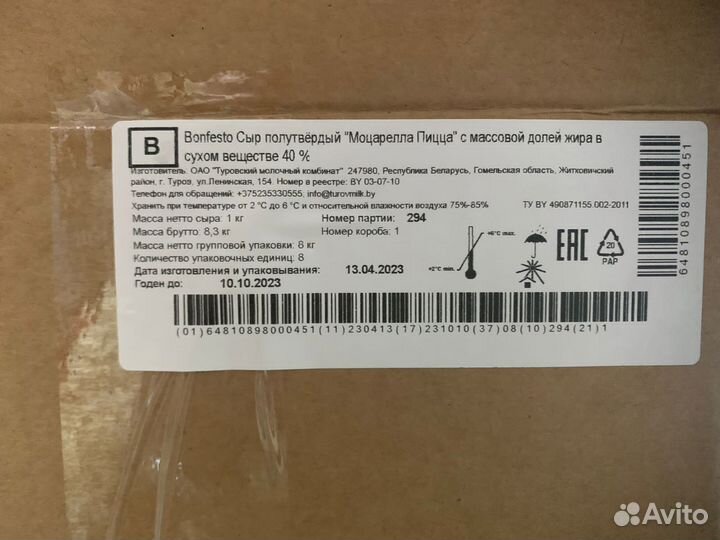 B
Bonfesto Сыр полутвёрдый "Моцарелла Пицца" с массовой долей жира в
сухом веществе 40 %
Изготовитель: ОАО "Туровский молочный комбинат" 247980, Республика Беларусь, Гомельская область, Житковичский
район, г. Туров, ул.Ленинская, 154. Номер в реестре: BY 03-07-10
Телефон для обращений: +375235330555, info@turovmilk.by
Хранить при температуре от 2 °С до 6 °С и относительной влажности воздуха 75%-85% ТУ BY 490871155.002-2011
Масса нетто сыра: 1 кг Номер партии: 294
Масса брутто: 8,3 кг Номер короба: 1
Масса нетто групповой упаковки: 8 кг
Количество упаковочных единиц: 8
Дата изготовления и упаковывания: 13.04.2023
Годен до: 10.10.2023
+6°C max.
+2°C min.
EAC
20
PAP
64810898000451
(01)64810898000451(11)230413(17)231010(37)08(10)294(21)1
Avito